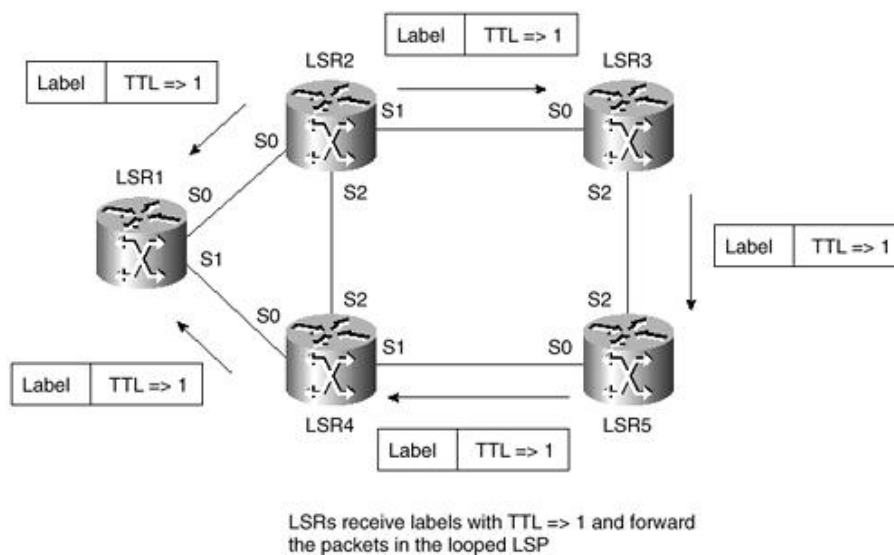 Label TTL => 1
LSR2
LSR3
Label TTL => 1
S1
S0
S0
LSR1
S0
S2
S2
Label TTL => 1
S1
S2
S2
S0
S1
S0
Label TTL => 1
LSR4
LSR5
Label TTL => 1
LSRs receive labels with TTL => 1 and forward
the packets in the looped LSP